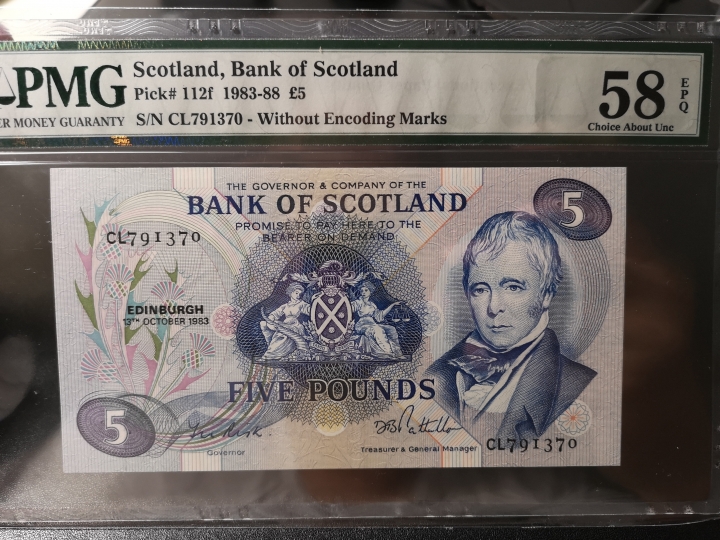 PMG
Scotland, Bank of Scotland
Pick# 112f 1983-88 £5
S/N CL791370 - Without Encoding Marks
MONEY GUARANTY
58 EPQ
Choice About Unc
THE GOVERNOR & COMPANY OF THE
BANK OF SCOTLAND
PROMISE TO PAY HERE TO THE
BEARER ON DEMAND
5
CL791370
EDINBURGH
13TH OCTOBER 1983
FIVE POUNDS
5
Governor
Treasurer & General Manager
CL791370